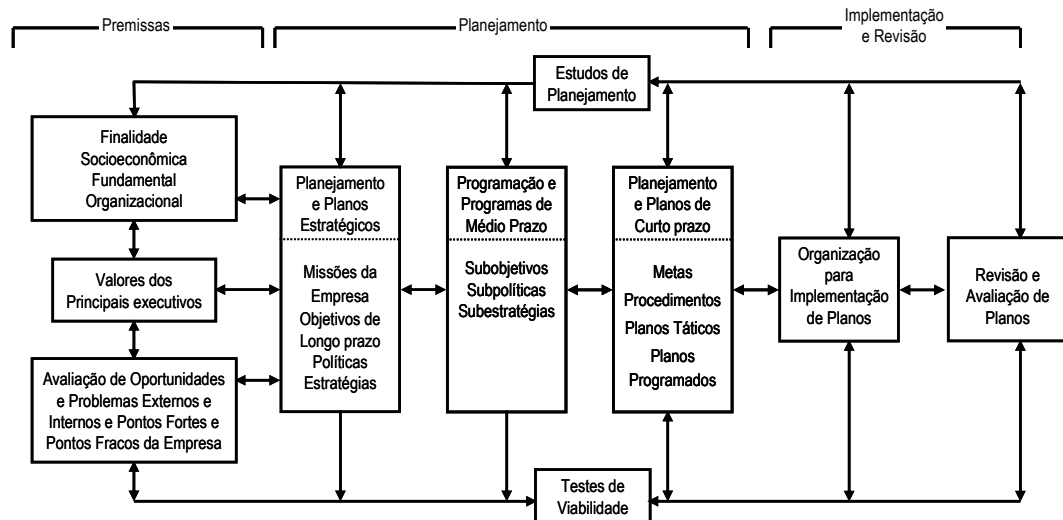 Premissas
Planejamento
Implementação
e Revisão
Estudos de
Planejamento
Finalidade
Socioeconômica
Fundamental
Organizacional
Valores dos
Principais executivos
Avaliação de Oportunidades
e Problemas Externos e
Internos e Pontos Fortes e
Pontos Fracos da Empresa
Planejamento
e Planos
Estratégicos
Missões da
Empresa
Objetivos de
Longo prazo
Políticas
Estratégias
Programação e
Programas de
Médio Prazo
Subobjetivos
Subpolíticas
Subestratégias
Planejamento
e Planos de
Curto prazo
Metas
Procedimentos
Planos Táticos
Planos
Programados
Organização
para
Implementação
de Planos
Revisão e
Avaliação de
Planos
Testes de
Viabilidade